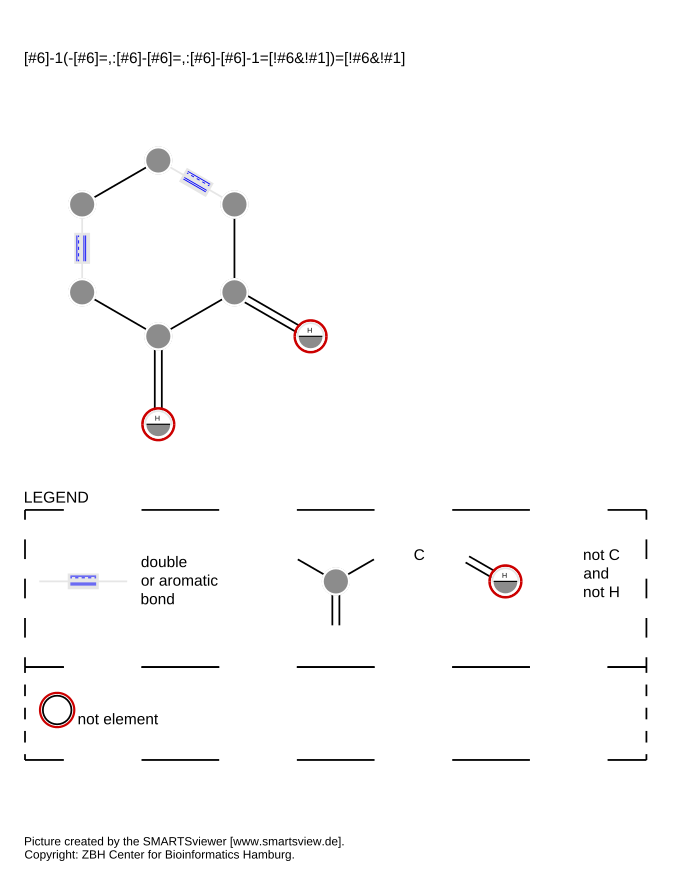 [#6]-1(-[#6]=,:[#6]-[#6]=,:[#6]-[#6]-1=[!#6&!#1])=[!#6&!#1]
H
H
LEGEND
double
or aromatic
bond
C
H
not C
and
not H
not element
Picture created by the SMARTSviewer [www.smartsview.de].
Copyright: ZBH Center for Bioinformatics Hamburg.